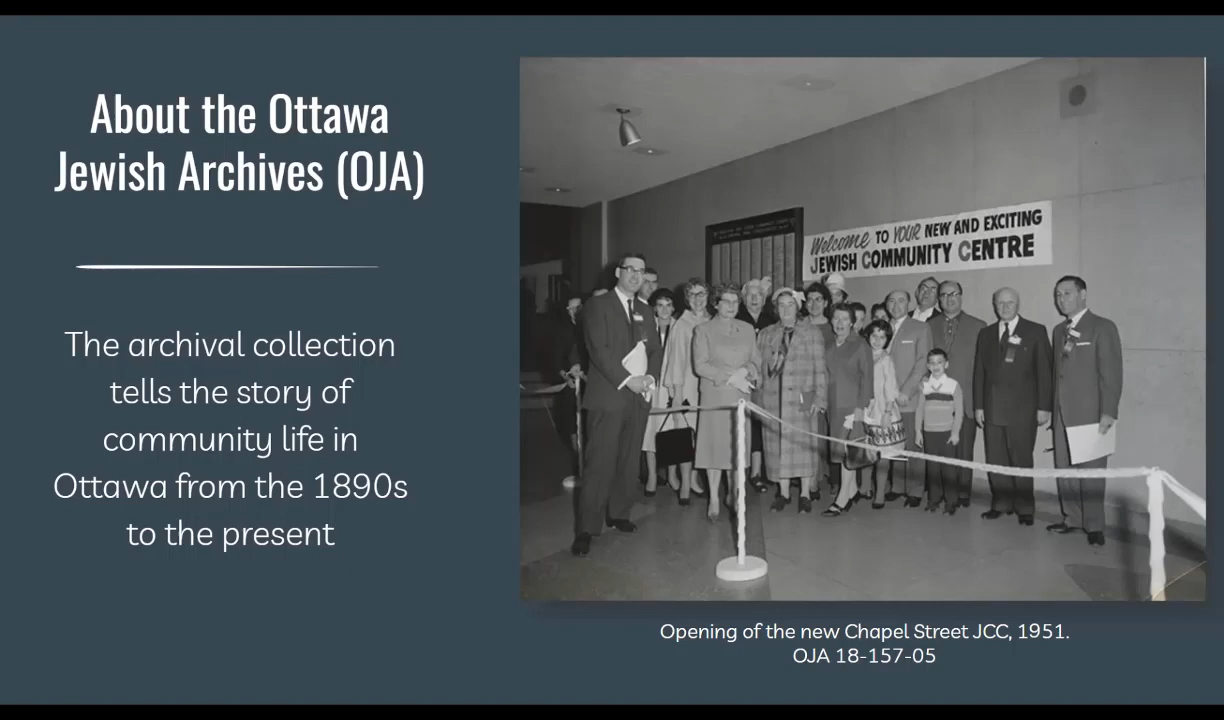 About the Ottawa
Jewish Archives (OJA)
The archival collection
tells the story of
community life in
Ottawa from the 1890s
to the present
Welcome TO YOUR NEW AND EXCITING
JEWISH COMMUNITY CENTRE
Opening of the new Chapel Street JCC, 1951.
OJA 18-157-05